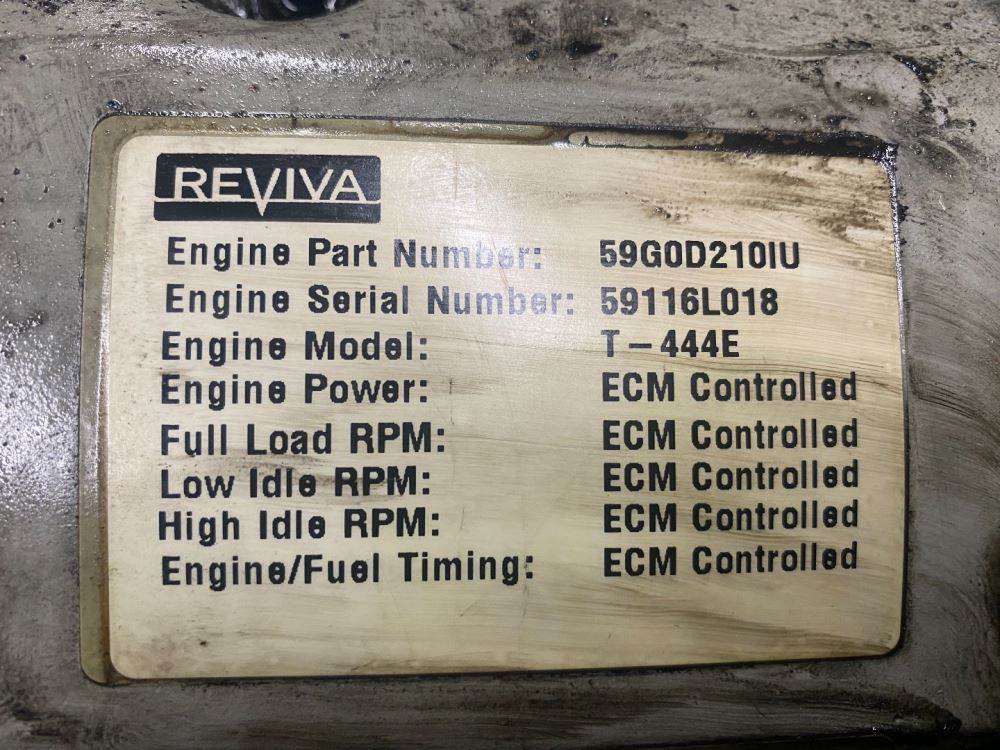 REVIVA
Engine Part Number: 59G0D210IU
Engine Serial Number: 59116L018
Engine Model: T-444E
Engine Power: ECM Controlled
Full Load RPM: ECM Controlled
Low Idle RPM: ECM Controlled
High Idle RPM: ECM Controlled
Engine/Fuel Timing: ECM Controlled